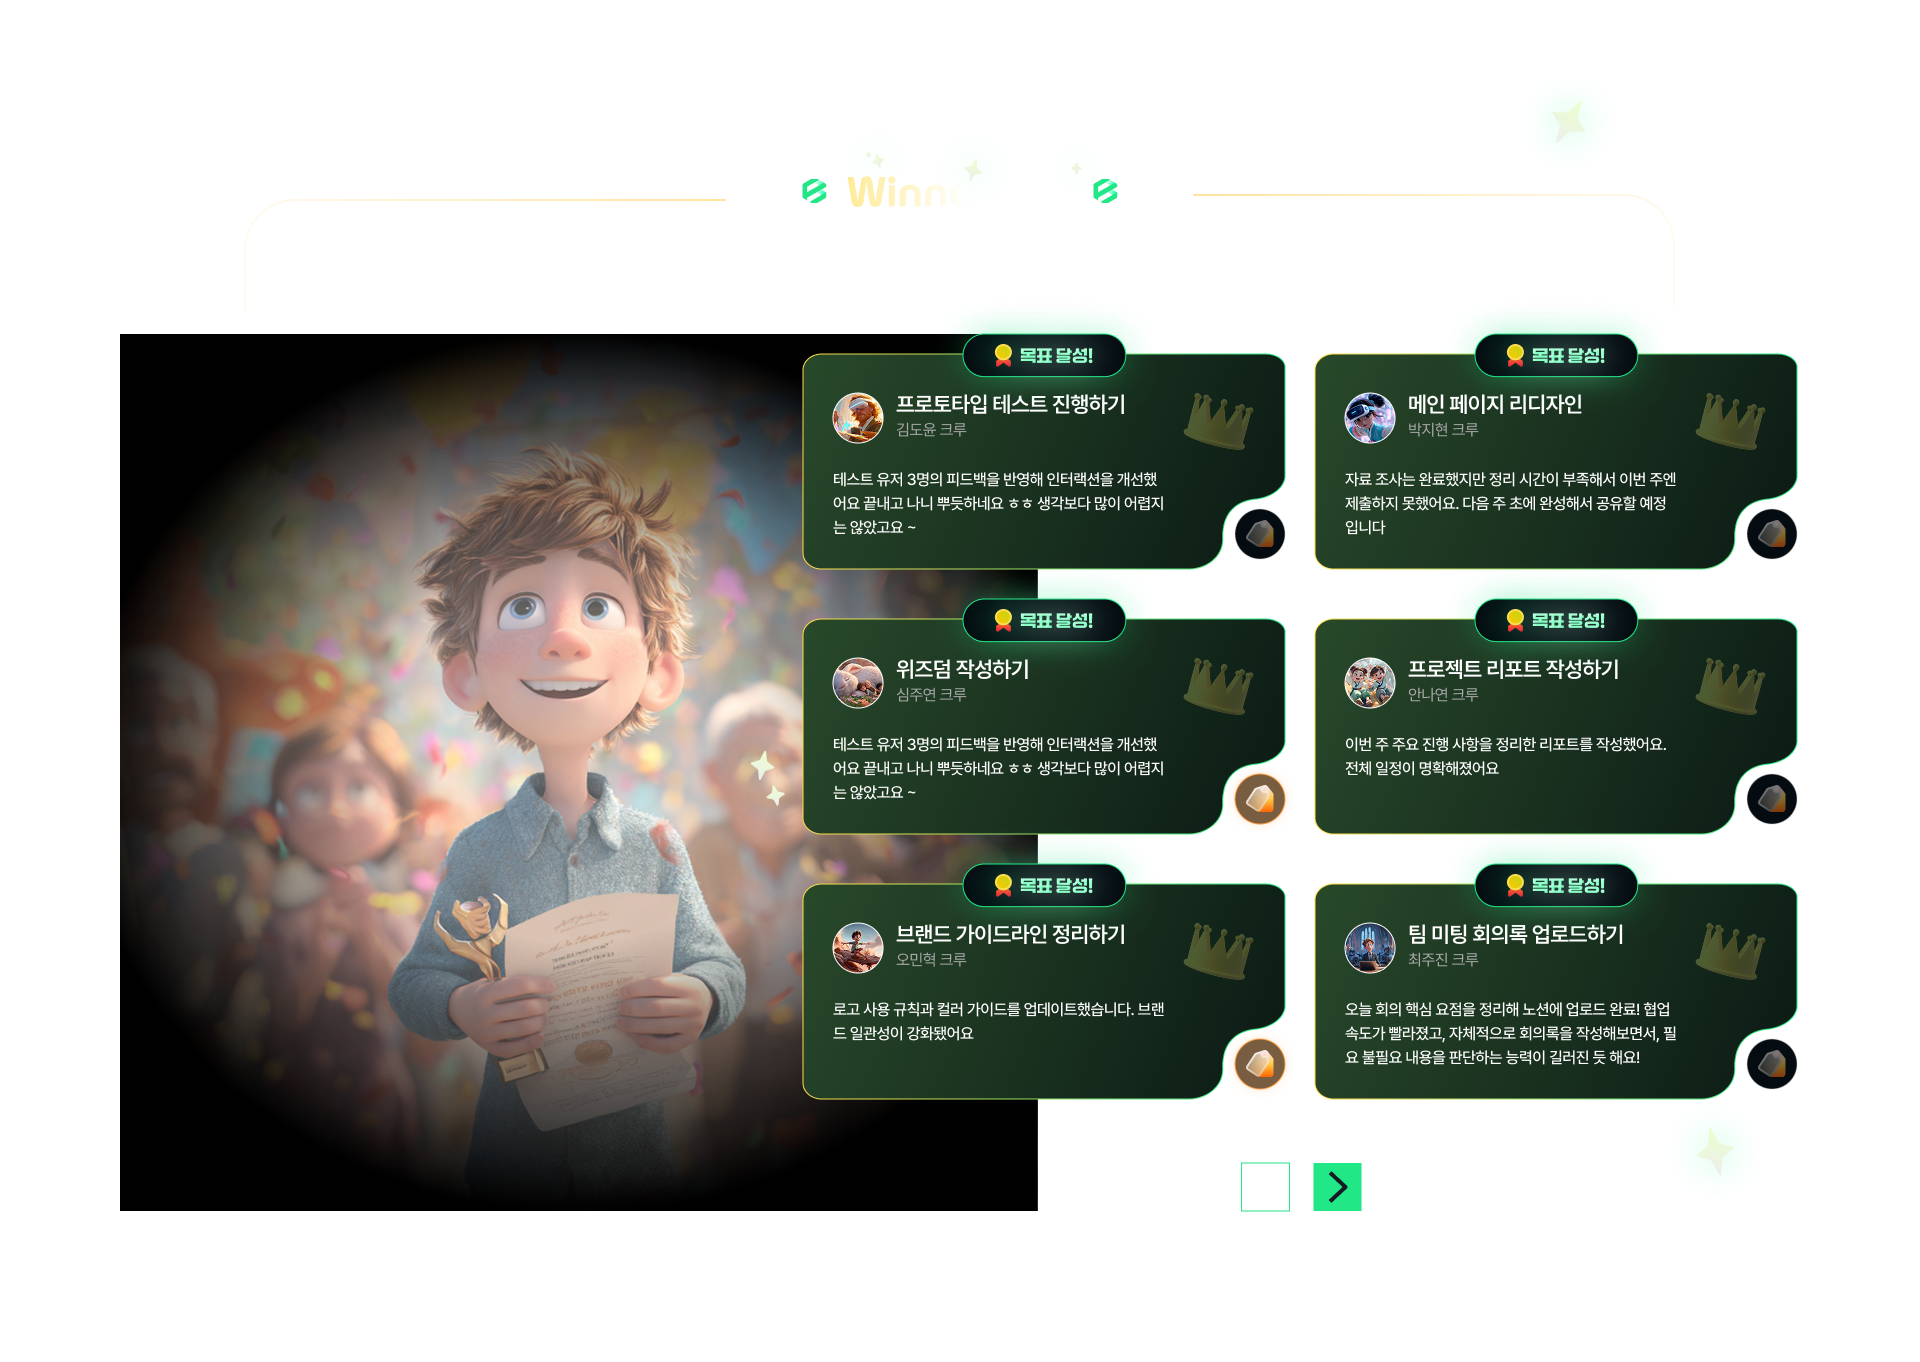 목표 달성!
프로토타입 테스트 진행하기
김도윤 크루
테스트 유저 3명의 피드백을 반영해 인터랙션을 개선했
어요 끝내고 나니 뿌듯하네요 ㅎㅎ 생각보다 많이 어렵지
는 않았고요 ~
목표 달성!
메인 페이지 리디자인
박지현 크루
자료 조사는 완료했지만 정리 시간이 부족해서 이번 주엔
제출하지 못했어요. 다음 주 초에 완성해서 공유할 예정
입니다
목표 달성!
위즈덤 작성하기
심주연 크루
테스트 유저 3명의 피드백을 반영해 인터랙션을 개선했
어요 끝내고 나니 뿌듯하네요 ㅎㅎ 생각보다 많이 어렵지
는 않았고요 ~
목표 달성!
프로젝트 리포트 작성하기
안나연 크루
이번 주 주요 진행 사항을 정리한 리포트를 작성했어요.
전체 일정이 명확해졌어요
목표 달성!
브랜드 가이드라인 정리하기
오민혁 크루
로고 사용 규칙과 컬러 가이드를 업데이트했습니다. 브랜
드 일관성이 강화됐어요
목표 달성!
팀 미팅 회의록 업로드하기
최주진 크루
오늘 회의 핵심 요점을 정리해 노션에 업로드 완료! 협업
속도가 빨라졌고, 자체적으로 회의록을 작성해보면서, 필
요 불필요 내용을 판단하는 능력이 길러진 듯 해요!